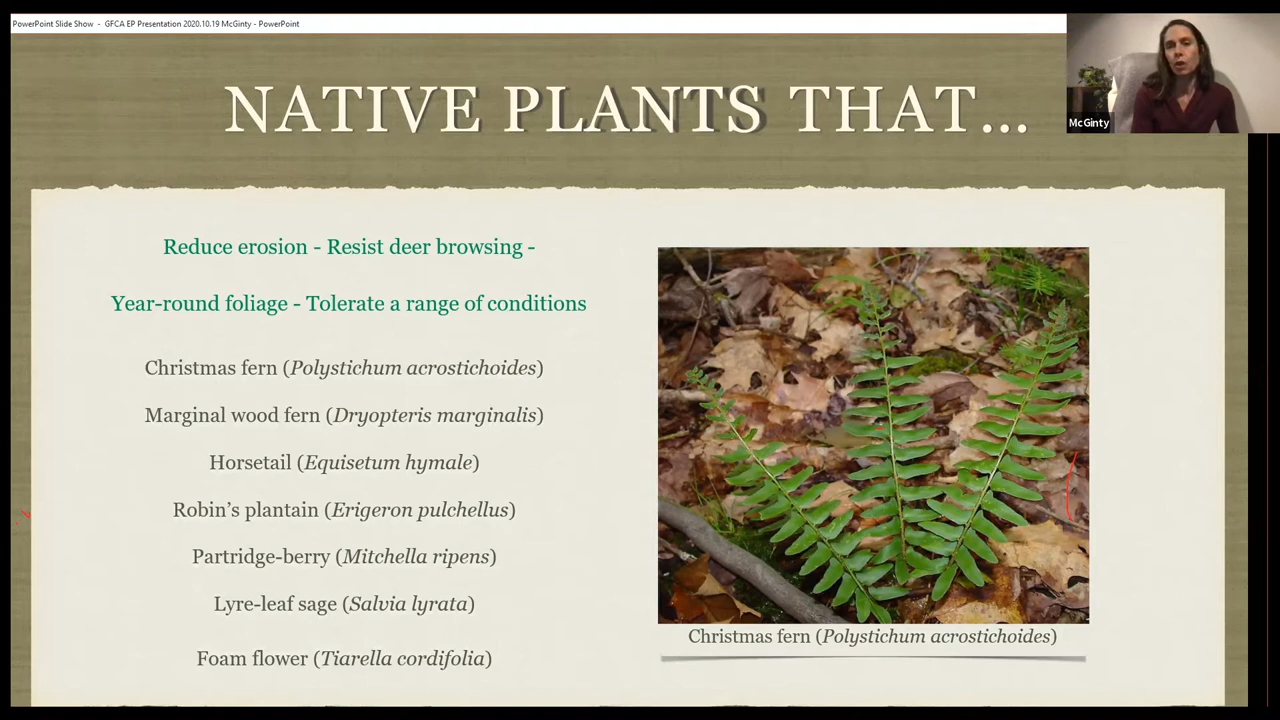 PowerPoint Slide Show - GFCA EP Presentation 2020.10.19 McGinty - PowerPoint
McGinty
NATIVE PLANTS THAT...
Reduce erosion - Resist deer browsing -
Year-round foliage - Tolerate a range of conditions
Christmas fern (Polystichum acrostichoides)
Marginal wood fern (Dryopteris marginalis)
Horsetail (Equisetum hymale)
Robin's plantain (Erigeron pulchellus)
Partridge-berry (Mitchella ripens)
Lyre-leaf sage (Salvia lyrata)
Foam flower (Tiarella cordifolia)
Christmas fern (Polystichum acrostichoides)